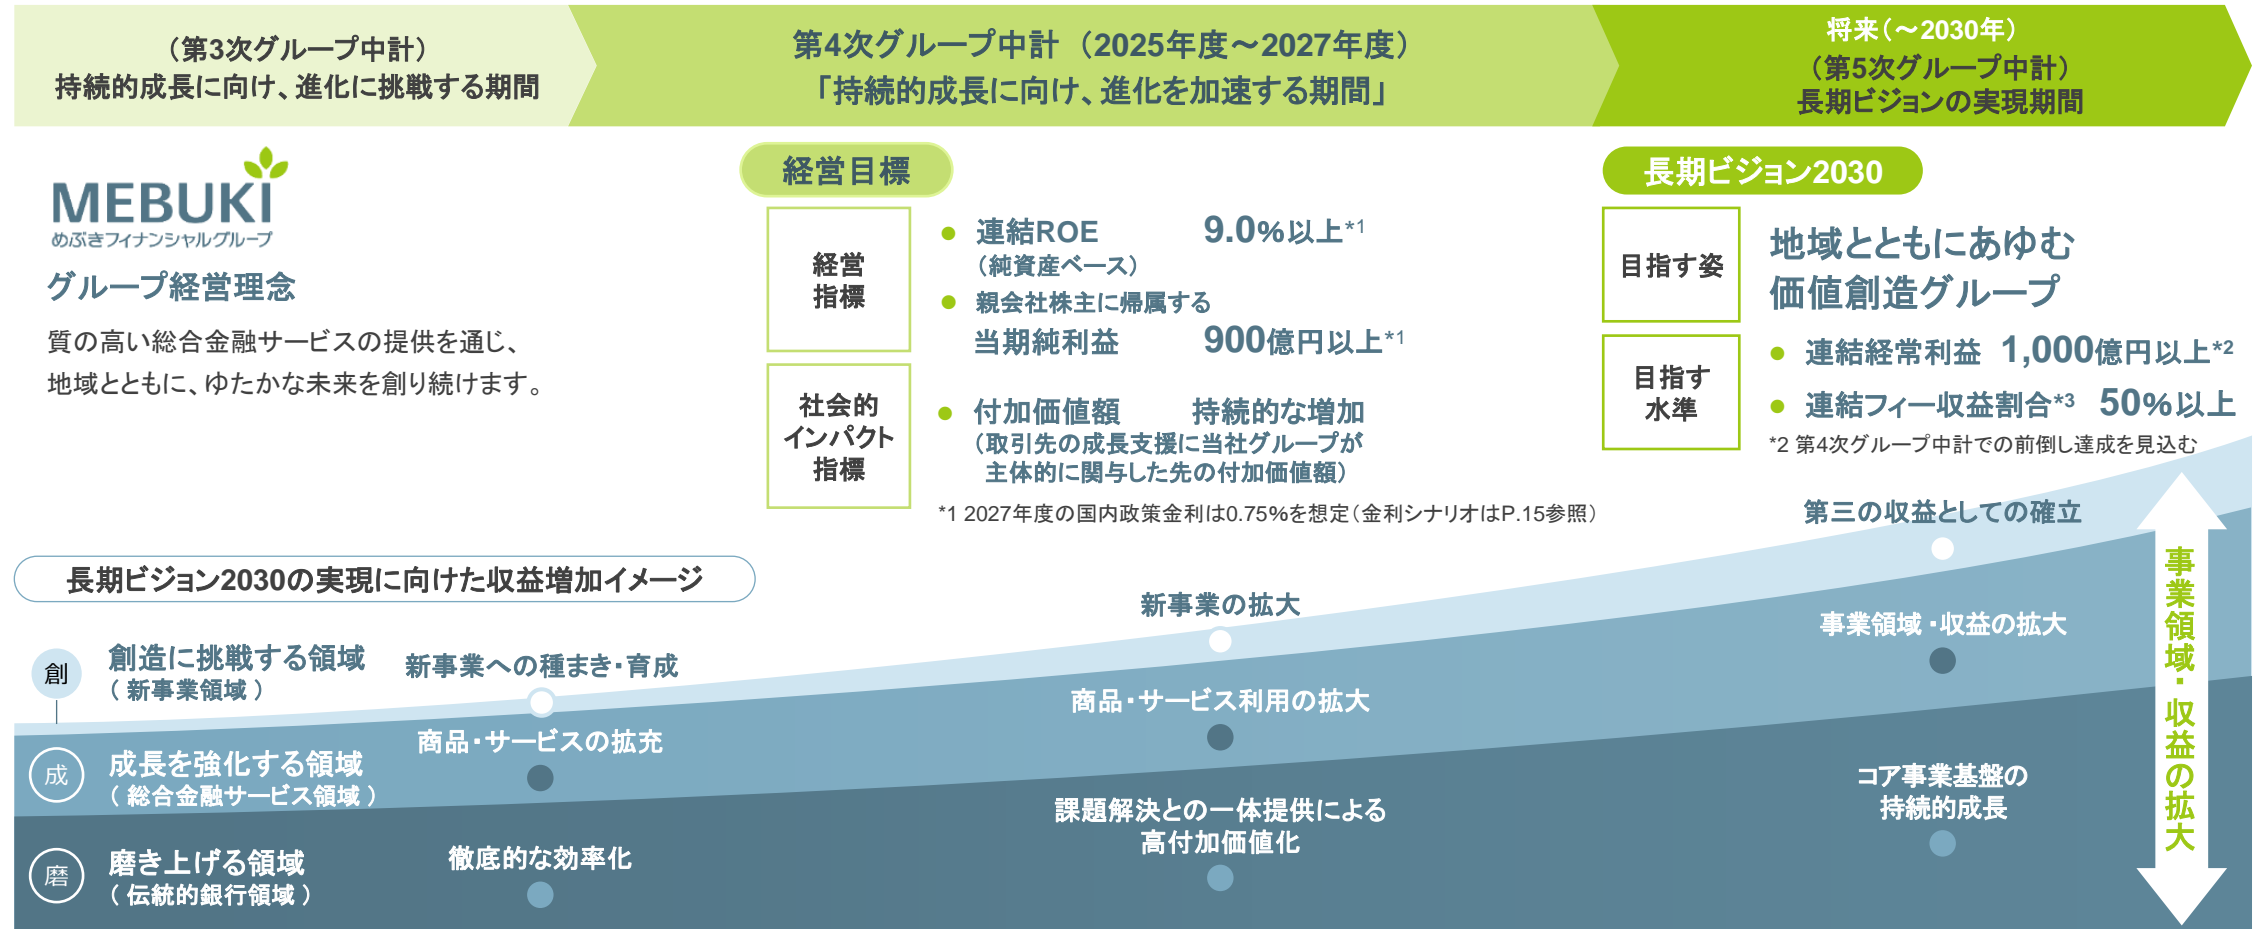 （第3次グループ中計）
持続的成長に向け、進化に挑戦する期間
第4次グループ中計（2025年度～2027年度）
「持続的成長に向け、進化を加速する期間」
将来（～2030年）
（第5次グループ中計）
長期ビジョンの実現期間
MEBUKI
めぶきフィナンシャルグループ
グループ経営理念
質の高い総合金融サービスの提供を通じ、
地域とともに、ゆたかな未来を創り続けます。
経営目標
経営
指標
● 連結ROE 9.0%以上*1
（純資産ベース）
● 親会社株主に帰属する
当期純利益 900億円以上*1
社会的
インパクト
指標
● 付加価値額 持続的な増加
（取引先の成長支援に当社グループが
主体的に関与した先の付加価値額）
*1 2027年度の国内政策金利は0.75%を想定（金利シナリオはP.15参照）
長期ビジョン2030
目指す姿
地域とともにあゆむ
価値創造グループ
目指す
水準
● 連結経常利益 1,000億円以上*2
● 連結フィー収益割合*3 50%以上
*2 第4次グループ中計での前倒し達成を見込む
長期ビジョン2030の実現に向けた収益増加イメージ
創
創造に挑戦する領域
（ 新事業領域 ）
新事業への種まき・育成
新事業の拡大
第三の収益としての確立
成
成長を強化する領域
（ 総合金融サービス領域 ）
商品・サービスの拡充
商品・サービス利用の拡大
事業領域・収益の拡大
磨
磨き上げる領域
（ 伝統的銀行領域 ）
徹底的な効率化
課題解決との一体提供による
高付加価値化
コア事業基盤の
持続的成長
事業領域・収益の拡大